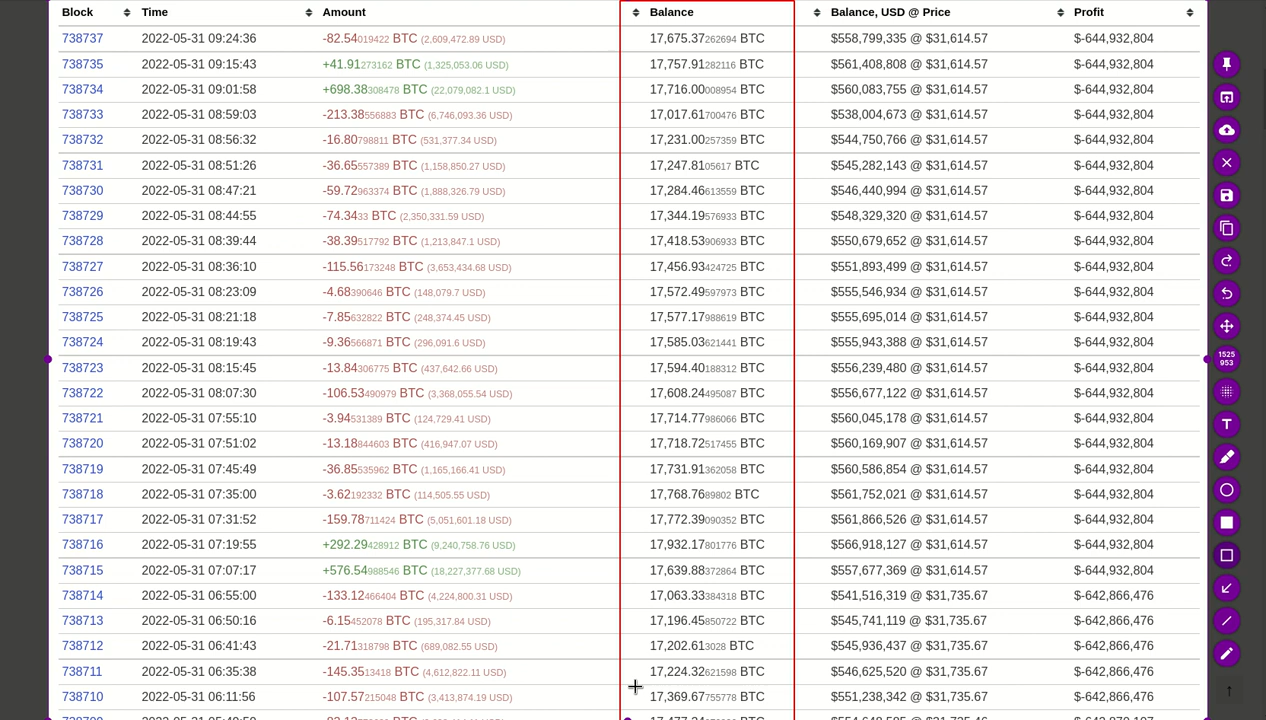 Block Time Amount Balance Balance, USD @ Price Profit
738737 2022-05-31 09:24:36 -82.54019422 BTC (2,609,472.89 USD) 17,675.37262694 BTC $558,799,335 @ $31,614.57 $-644,932,804
738735 2022-05-31 09:15:43 +41.91273162 BTC (1,325,053.06 USD) 17,757.91282116 BTC $561,408,808 @ $31,614.57 $-644,932,804
738734 2022-05-31 09:01:58 +698.38308478 BTC (22,079,082.1 USD) 17,716.00008954 BTC $560,083,755 @ $31,614.57 $-644,932,804
738733 2022-05-31 08:59:03 -213.38556883 BTC (6,746,093.36 USD) 17,017.61700476 BTC $538,004,673 @ $31,614.57 $-644,932,804
738732 2022-05-31 08:56:32 -16.80798811 BTC (531,377.34 USD) 17,231.00257359 BTC $544,750,766 @ $31,614.57 $-644,932,804
738731 2022-05-31 08:51:26 -36.65557389 BTC (1,158,850.27 USD) 17,247.8105617 BTC $545,282,143 @ $31,614.57 $-644,932,804
738730 2022-05-31 08:47:21 -59.72963374 BTC (1,888,326.79 USD) 17,284.46613559 BTC $546,440,994 @ $31,614.57 $-644,932,804
738729 2022-05-31 08:44:55 -74.3433 BTC (2,350,331.59 USD) 17,344.19576933 BTC $548,329,320 @ $31,614.57 $-644,932,804
738728 2022-05-31 08:39:44 -38.39517792 BTC (1,213,847.1 USD) 17,418.53906933 BTC $550,679,652 @ $31,614.57 $-644,932,804
738727 2022-05-31 08:36:10 -115.56173248 BTC (3,653,434.68 USD) 17,456.93424725 BTC $551,893,499 @ $31,614.57 $-644,932,804
738726 2022-05-31 08:23:09 -4.68390646 BTC (148,079.7 USD) 17,572.49597973 BTC $555,546,934 @ $31,614.57 $-644,932,804
738725 2022-05-31 08:21:18 -7.85632822 BTC (248,374.45 USD) 17,577.17988619 BTC $555,695,014 @ $31,614.57 $-644,932,804
738724 2022-05-31 08:19:43 -9.36566871 BTC (296,091.6 USD) 17,585.03621441 BTC $555,943,388 @ $31,614.57 $-644,932,804
738723 2022-05-31 08:15:45 -13.84306775 BTC (437,642.66 USD) 17,594.40188312 BTC $556,239,480 @ $31,614.57 $-644,932,804
738722 2022-05-31 08:07:30 -106.53490979 BTC (3,368,055.54 USD) 17,608.24495087 BTC $556,677,122 @ $31,614.57 $-644,932,804
738721 2022-05-31 07:55:10 -3.94531389 BTC (124,729.41 USD) 17,714.77986066 BTC $560,045,178 @ $31,614.57 $-644,932,804
738720 2022-05-31 07:51:02 -13.18844603 BTC (416,947.07 USD) 17,718.72517455 BTC $560,169,907 @ $31,614.57 $-644,932,804
738719 2022-05-31 07:45:49 -36.85535962 BTC (1,165,166.41 USD) 17,731.91362058 BTC $560,586,854 @ $31,614.57 $-644,932,804
738718 2022-05-31 07:35:00 -3.62192332 BTC (114,505.55 USD) 17,768.7689802 BTC $561,752,021 @ $31,614.57 $-644,932,804
738717 2022-05-31 07:31:52 -159.78711424 BTC (5,051,601.18 USD) 17,772.39090352 BTC $561,866,526 @ $31,614.57 $-644,932,804
738716 2022-05-31 07:19:55 +292.29428912 BTC (9,240,758.76 USD) 17,932.17801776 BTC $566,918,127 @ $31,614.57 $-644,932,804
738715 2022-05-31 07:07:17 +576.54988546 BTC (18,227,377.68 USD) 17,639.88372864 BTC $557,677,369 @ $31,614.57 $-644,932,804
738714 2022-05-31 06:55:00 -133.12466404 BTC (4,224,800.31 USD) 17,063.33384318 BTC $541,516,319 @ $31,735.67 $-642,866,476
738713 2022-05-31 06:50:16 -6.15452078 BTC (195,317.84 USD) 17,196.45850722 BTC $545,741,119 @ $31,735.67 $-642,866,476
738712 2022-05-31 06:41:43 -21.71318798 BTC (689,082.55 USD) 17,202.613028 BTC $545,936,437 @ $31,735.67 $-642,866,476
738711 2022-05-31 06:35:38 -145.3513418 BTC (4,612,822.11 USD) 17,224.32621598 BTC $546,625,520 @ $31,735.67 $-642,866,476
738710 2022-05-31 06:11:56 -107.57215048 BTC (3,413,874.19 USD) 17,369.67755778 BTC $551,238,342 @ $31,735.67 $-642,866,476
1525
953
T